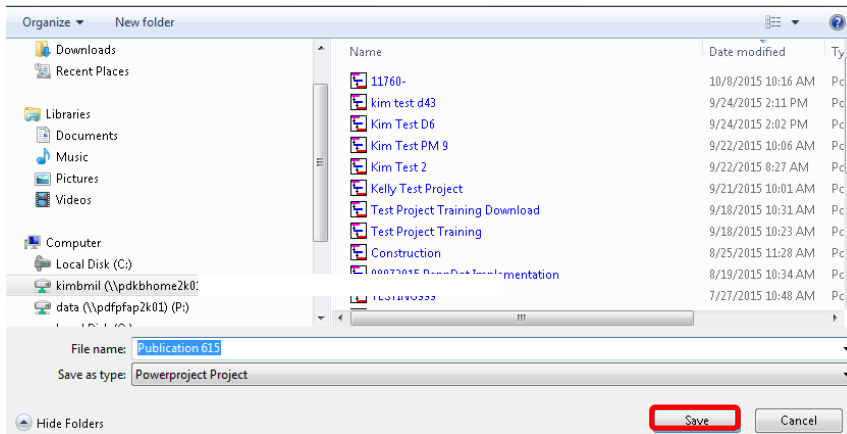 Organize New folder
Name Date modified Ty
Downloads
Recent Places
Libraries
Documents
Music
Pictures
Videos
Computer
Local Disk (C:)
kimbmil (\\pdkbhome2k0
data (\\pdfpfap2k01) (P:)
11760- 10/8/2015 10:16 AM Pc
kim test d43 9/24/2015 2:11 PM Pc
Kim Test D6 9/24/2015 2:02 PM Pc
Kim Test PM 9 9/22/2015 10:06 AM Pc
Kim Test 2 9/22/2015 8:27 AM Pc
Kelly Test Project 9/21/2015 10:01 AM Pc
Test Project Training Download 9/18/2015 10:31 AM Pc
Test Project Training 9/18/2015 10:23 AM Pc
Construction 8/25/2015 11:28 AM Pc
PennDot Implementation 8/19/2015 10:34 AM Pc
7/27/2015 10:48 AM Pc
File name: Publication 615
Save as type: Powerproject Project
Hide Folders Save Cancel